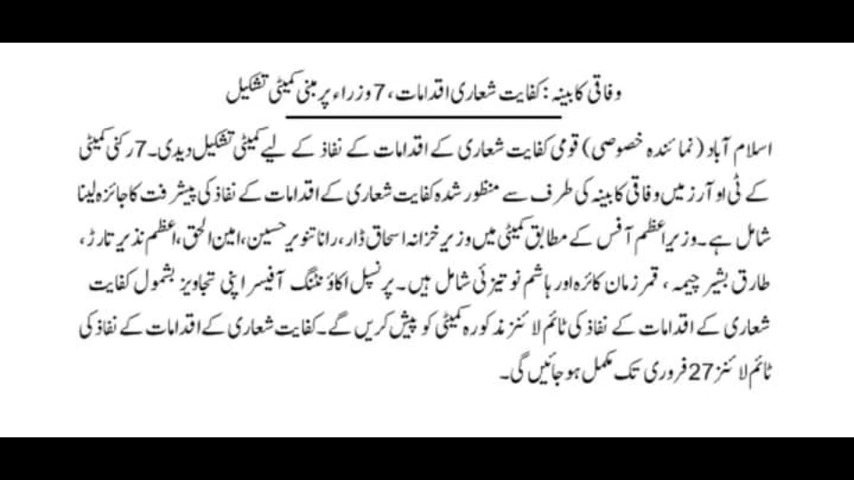 وفاقی کابینہ: کفایت شعاری اقدامات، 7 وزراء پر مبنی کمیٹی تشکیل
اسلام آباد (نمائندہ خصوصی) قومی کفایت شعاری کے اقدامات کے نفاذ کے لیے کمیٹی تشکیل دیدی۔ 7 رکنی کمیٹی
کے ٹی او آرز میں وفاقی کابینہ کی طرف سے منظور شدہ کفایت شعاری کے اقدامات کے نفاذ کی پیشرفت کا جائزہ لینا
شامل ہے۔ وزیراعظم آفس کے مطابق کمیٹی میں وزیر خزانہ اسحاق ڈار، رانا تنویر حسین، امین الحق، اعظم نذیر تارڑ،
طارق بشیر چیمہ، قمر زمان کائرہ اور ہاشم نوتیزئی شامل ہیں۔ پرنسپل اکاؤنٹنگ آفیسر اپنی تجاویز بشمول کفایت
شعاری کے اقدامات کے نفاذ کی ٹائم لائنز مذکورہ کمیٹی کو پیش کریں گے۔ کفایت شعاری کے اقدامات کے نفاذ کی
ٹائم لائنز 27 فروری تک مکمل ہو جائیں گی۔